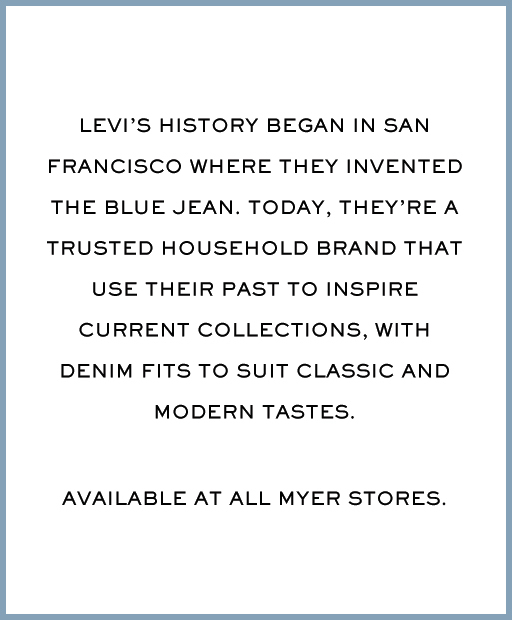 LEVI’S HISTORY BEGAN IN SAN
FRANCISCO WHERE THEY INVENTED
THE BLUE JEAN. TODAY, THEY’RE A
TRUSTED HOUSEHOLD BRAND THAT
USE THEIR PAST TO INSPIRE
CURRENT COLLECTIONS, WITH
DENIM FITS TO SUIT CLASSIC AND
MODERN TASTES.
AVAILABLE AT ALL MYER STORES.